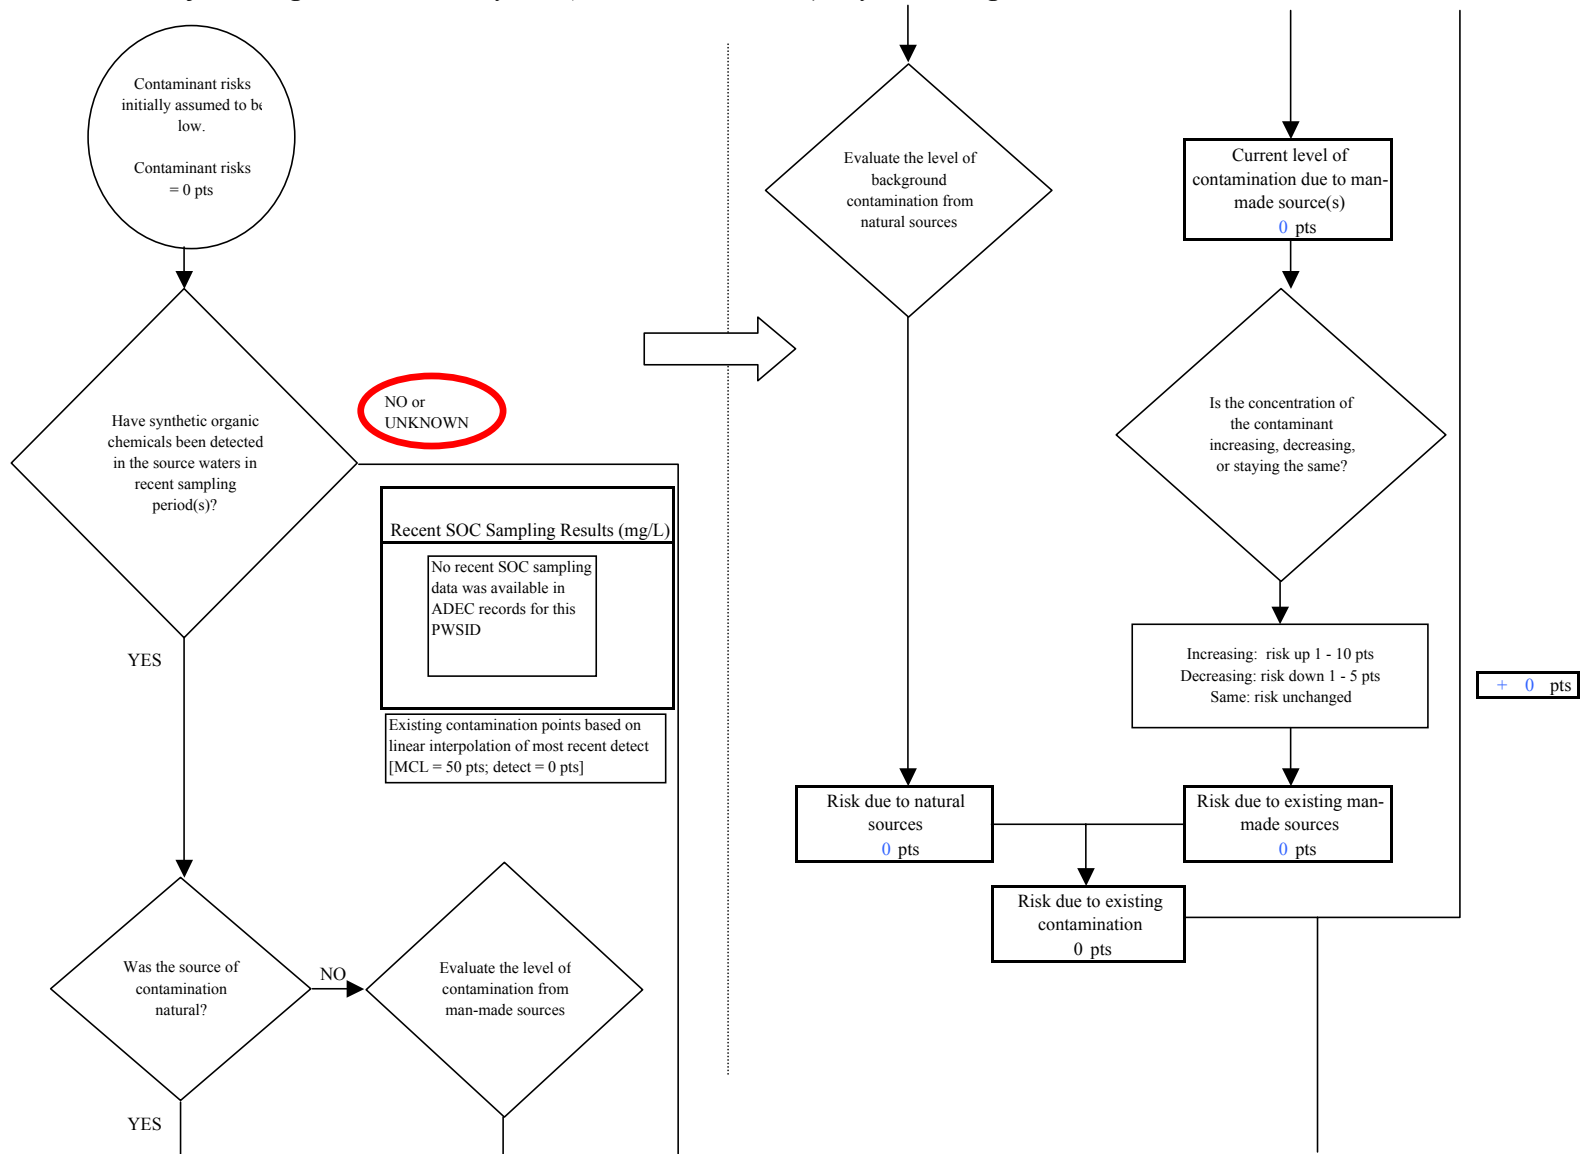 Contaminant risks
initially assumed to be
low.
Contaminant risks
= 0 pts
Have synthetic organic
chemicals been detected
in the source waters in
recent sampling
period(s)?
NO or
UNKNOWN
Recent SOC Sampling Results (mg/L)
No recent SOC sampling
data was available in
ADEC records for this
PWSID
Existing contamination points based on
linear interpolation of most recent detect
[MCL = 50 pts; detect = 0 pts]
YES
Was the source of
contamination
natural?
NO
Evaluate the level of
contamination from
man-made sources
YES
Evaluate the level of
background
contamination from
natural sources
Current level of
contamination due to man-
made source(s)
0 pts
Is the concentration of
the contaminant
increasing, decreasing,
or staying the same?
Increasing: risk up 1 - 10 pts
Decreasing: risk down 1 - 5 pts
Same: risk unchanged
+ 0 pts
Risk due to natural
sources
0 pts
Risk due to existing man-
made sources
0 pts
Risk due to existing
contamination
0 pts